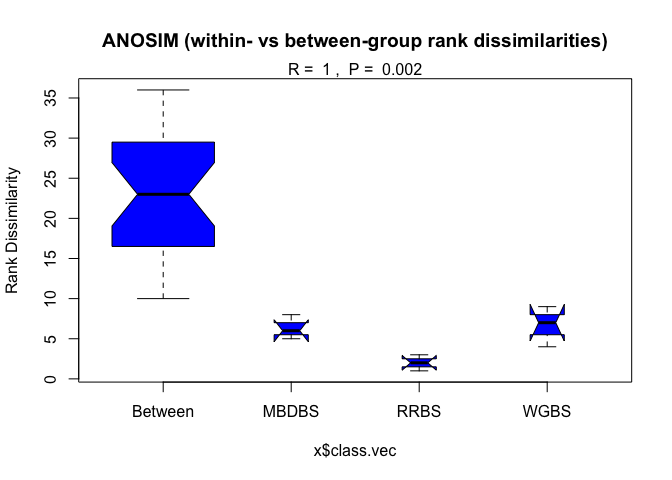 ANOSIM (within- vs between-group rank dissimilarities)
R =  1 ,  P =  0.002
Rank Dissimilarity
35
30
25
20
15
10
5
0
Between
MBDBS
RRBS
WGBS
x$class.vec